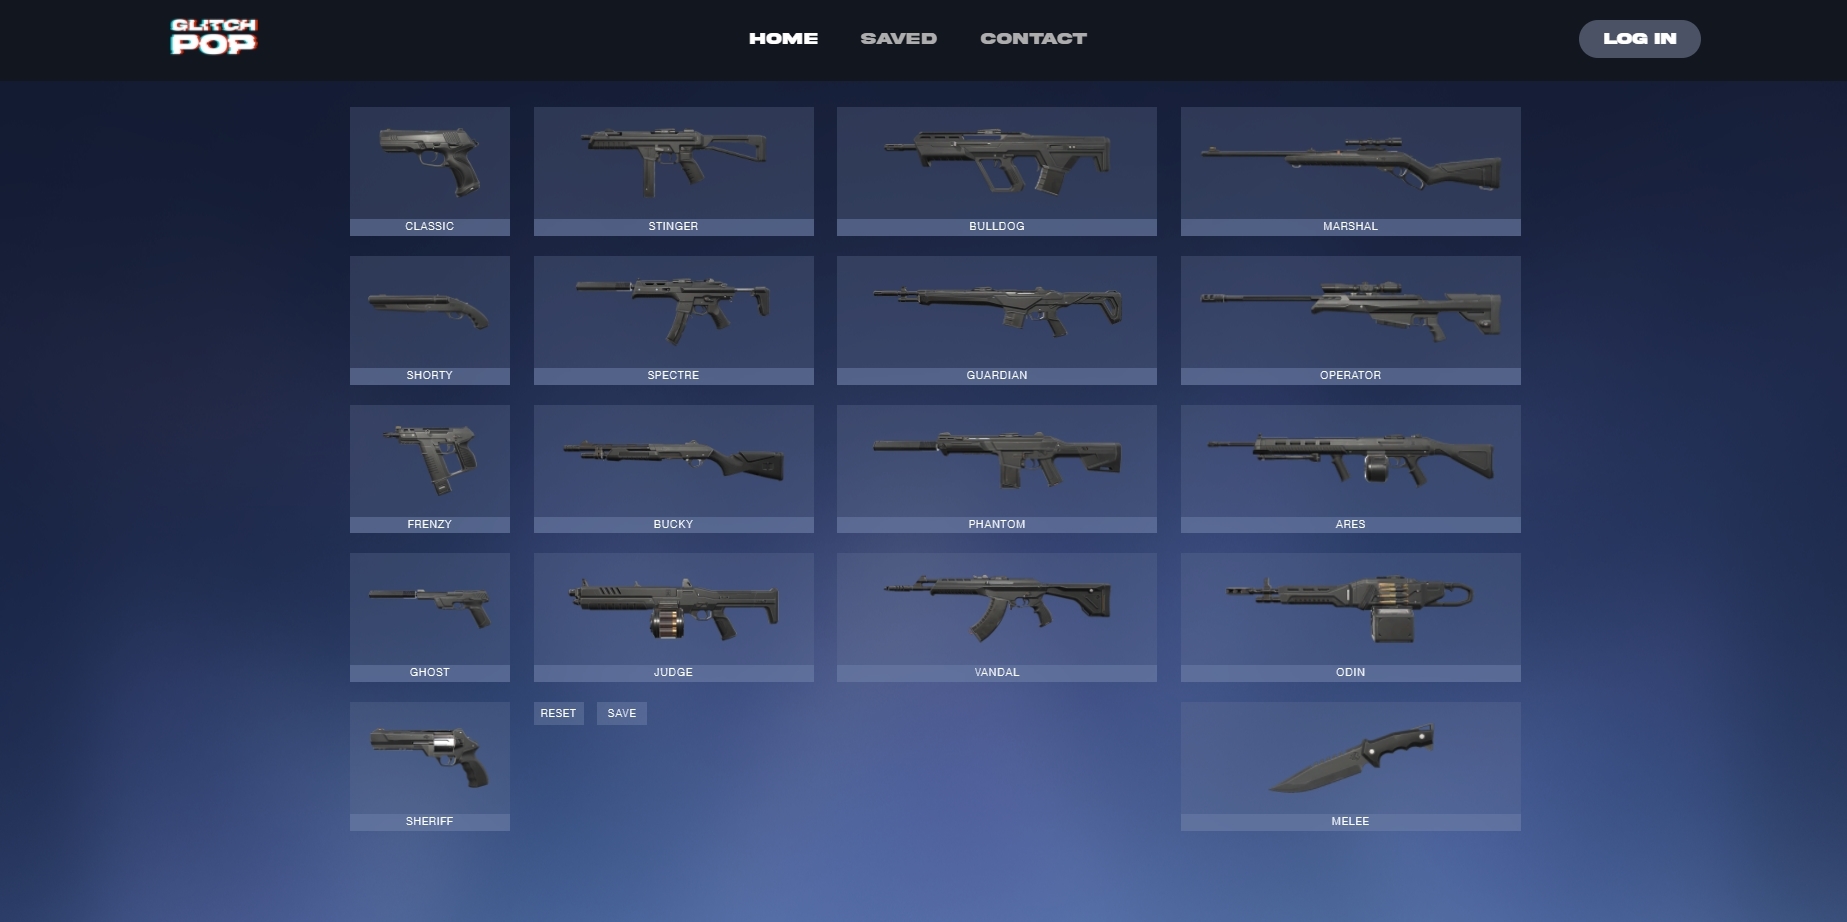 GLITCH
POP
HOME SAVED CONTACT
LOG IN
CLASSIC STINGER BULLDOG MARSHAL
SHORTY SPECTRE GUARDIAN OPERATOR
FRENZY BUCKY PHANTOM ARES
GHOST JUDGE VANDAL ODIN
RESET SAVE
SHERIFF MELEE